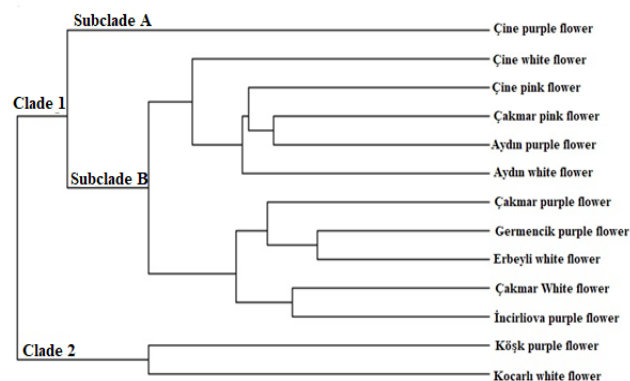 Subclade A
Çine purple flower
Çine white flower
Çine pink flower
Clade 1
Çakmar pink flower
Aydın purple flower
Aydın white flower
Subclade B
Çakmar purple flower
Germencik purple flower
Erbeyli white flower
Çakmar White flower
İncirliova purple flower
Clade 2
Köşk purple flower
Koçarlı white flower